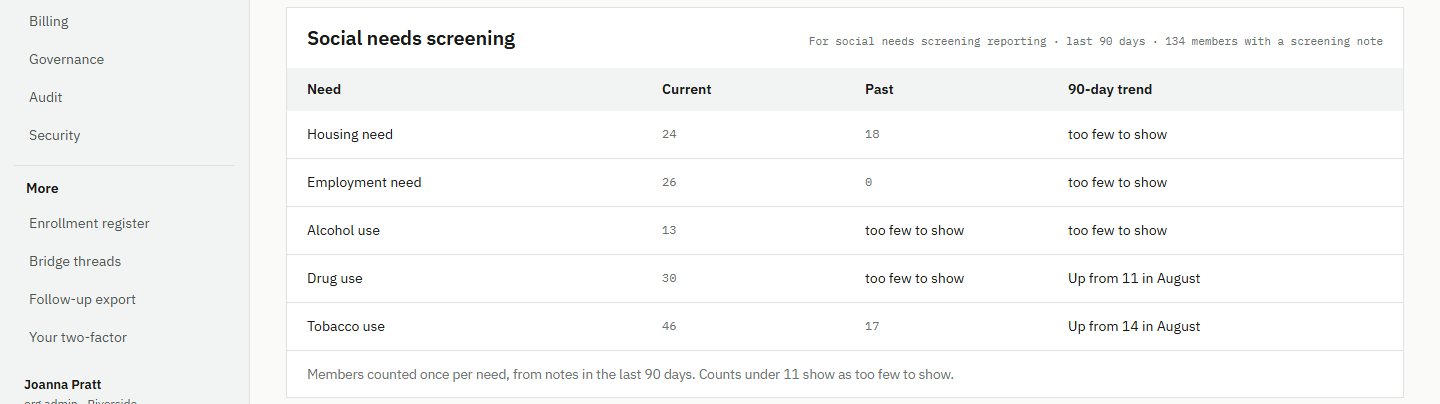 Billing
Governance
Audit
Security
More
Enrollment register
Bridge threads
Follow-up export
Your two-factor
Joanna Pratt
org admin · Riverside
Social needs screening
For social needs screening reporting · last 90 days · 134 members with a screening note
Need Current Past 90-day trend
Housing need 24 18 too few to show
Employment need 26 0 too few to show
Alcohol use 13 too few to show too few to show
Drug use 30 too few to show Up from 11 in August
Tobacco use 46 17 Up from 14 in August
Members counted once per need, from notes in the last 90 days. Counts under 11 show as too few to show.